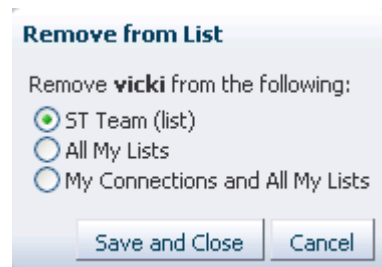 Remove from List
Remove vicki from the following:
ST Team (list)
All My Lists
My Connections and All My Lists
Save and Close Cancel